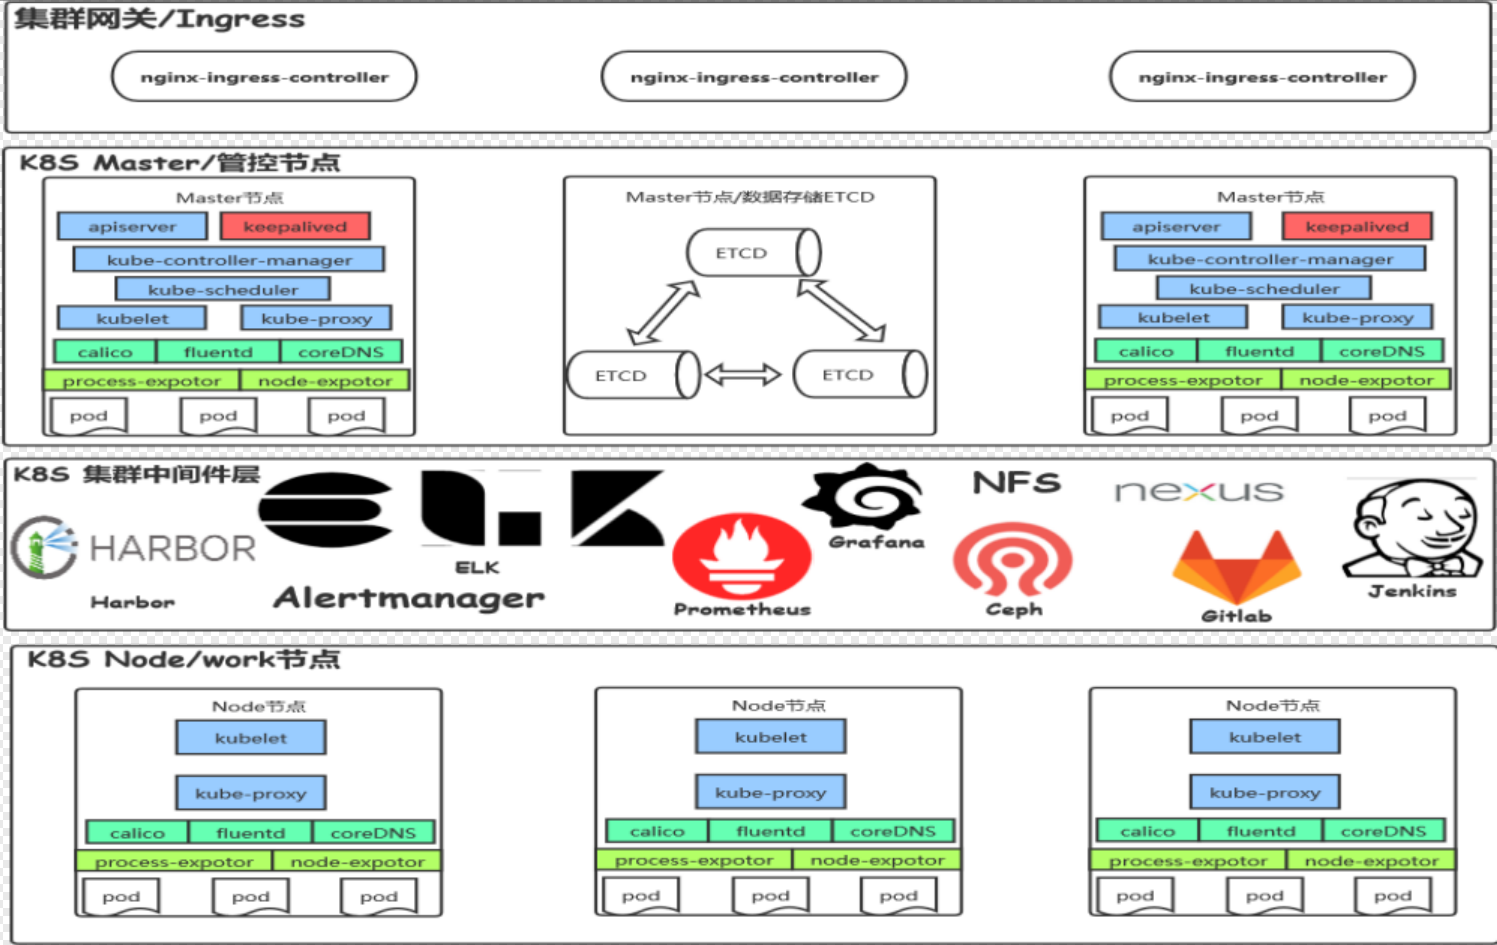 集群网关/Ingress
nginx-ingress-controller nginx-ingress-controller nginx-ingress-controller
K8S Master/管控节点
Master节点
apiserver keepalived
kube-controller-manager
kube-scheduler
kubelet kube-proxy
calico fluentd coreDNS
process-expotor node-expotor
pod pod pod
Master节点/数据存储ETCD
ETCD
ETCD ETCD
Master节点
apiserver keepalived
kube-controller-manager
kube-scheduler
kubelet kube-proxy
calico fluentd coreDNS
process-expotor node-expotor
pod pod pod
K8S 集群中间件层
HARBOR
Harbor
ELK
ELK
Alertmanager
Prometheus
Grafana
NFS
Ceph
nexus
Gitlab
Jenkins
K8S Node/work节点
Node节点
kubelet
kube-proxy
calico fluentd coreDNS
process-expotor node-expotor
pod pod pod
Node节点
kubelet
kube-proxy
calico fluentd coreDNS
process-expotor node-expotor
pod pod pod
Node节点
kubelet
kube-proxy
calico fluentd coreDNS
process-expotor node-expotor
pod pod pod